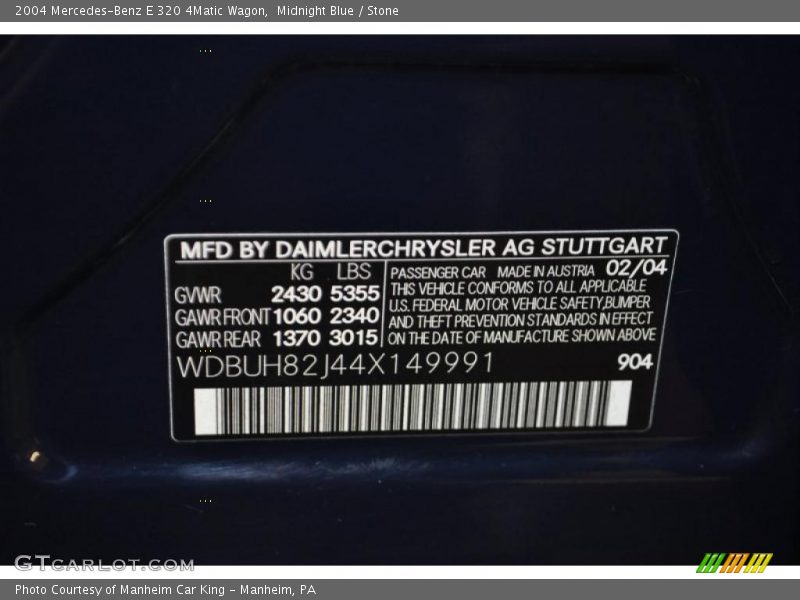 2004 Mercedes-Benz E 320 4Matic Wagon,  Midnight Blue / Stone
MFD BY DAIMLERCHRYSLER AG STUTTGART
KG LBS
GVWR 2430 5355
GAWR FRONT 1060 2340
GAWR REAR 1370 3015
PASSENGER CAR MADE IN AUSTRIA 02/04
THIS VEHICLE CONFORMS TO ALL APPLICABLE
U.S. FEDERAL MOTOR VEHICLE SAFETY,BUMPER
AND THEFT PREVENTION STANDARDS IN EFFECT
ON THE DATE OF MANUFACTURE SHOWN ABOVE
WDBUH82J44X149991 904
GTCARLOT.COM
Photo Courtesy of Manheim Car King - Manheim, PA